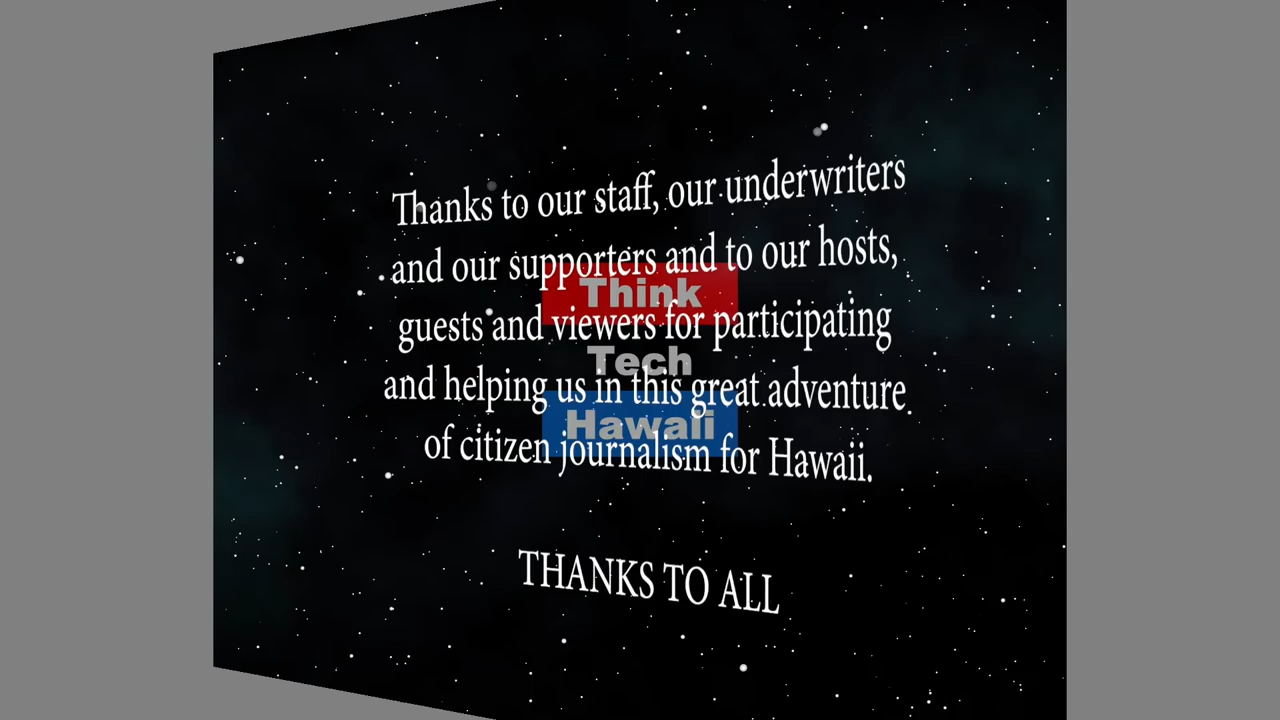 Thanks to our staff, our underwriters
and our supporters and to our hosts,
Think
guests and viewers for participating
Tech
and helping us in this great adventure
Hawaii
of citizen journalism for Hawaii.
THANKS TO ALL